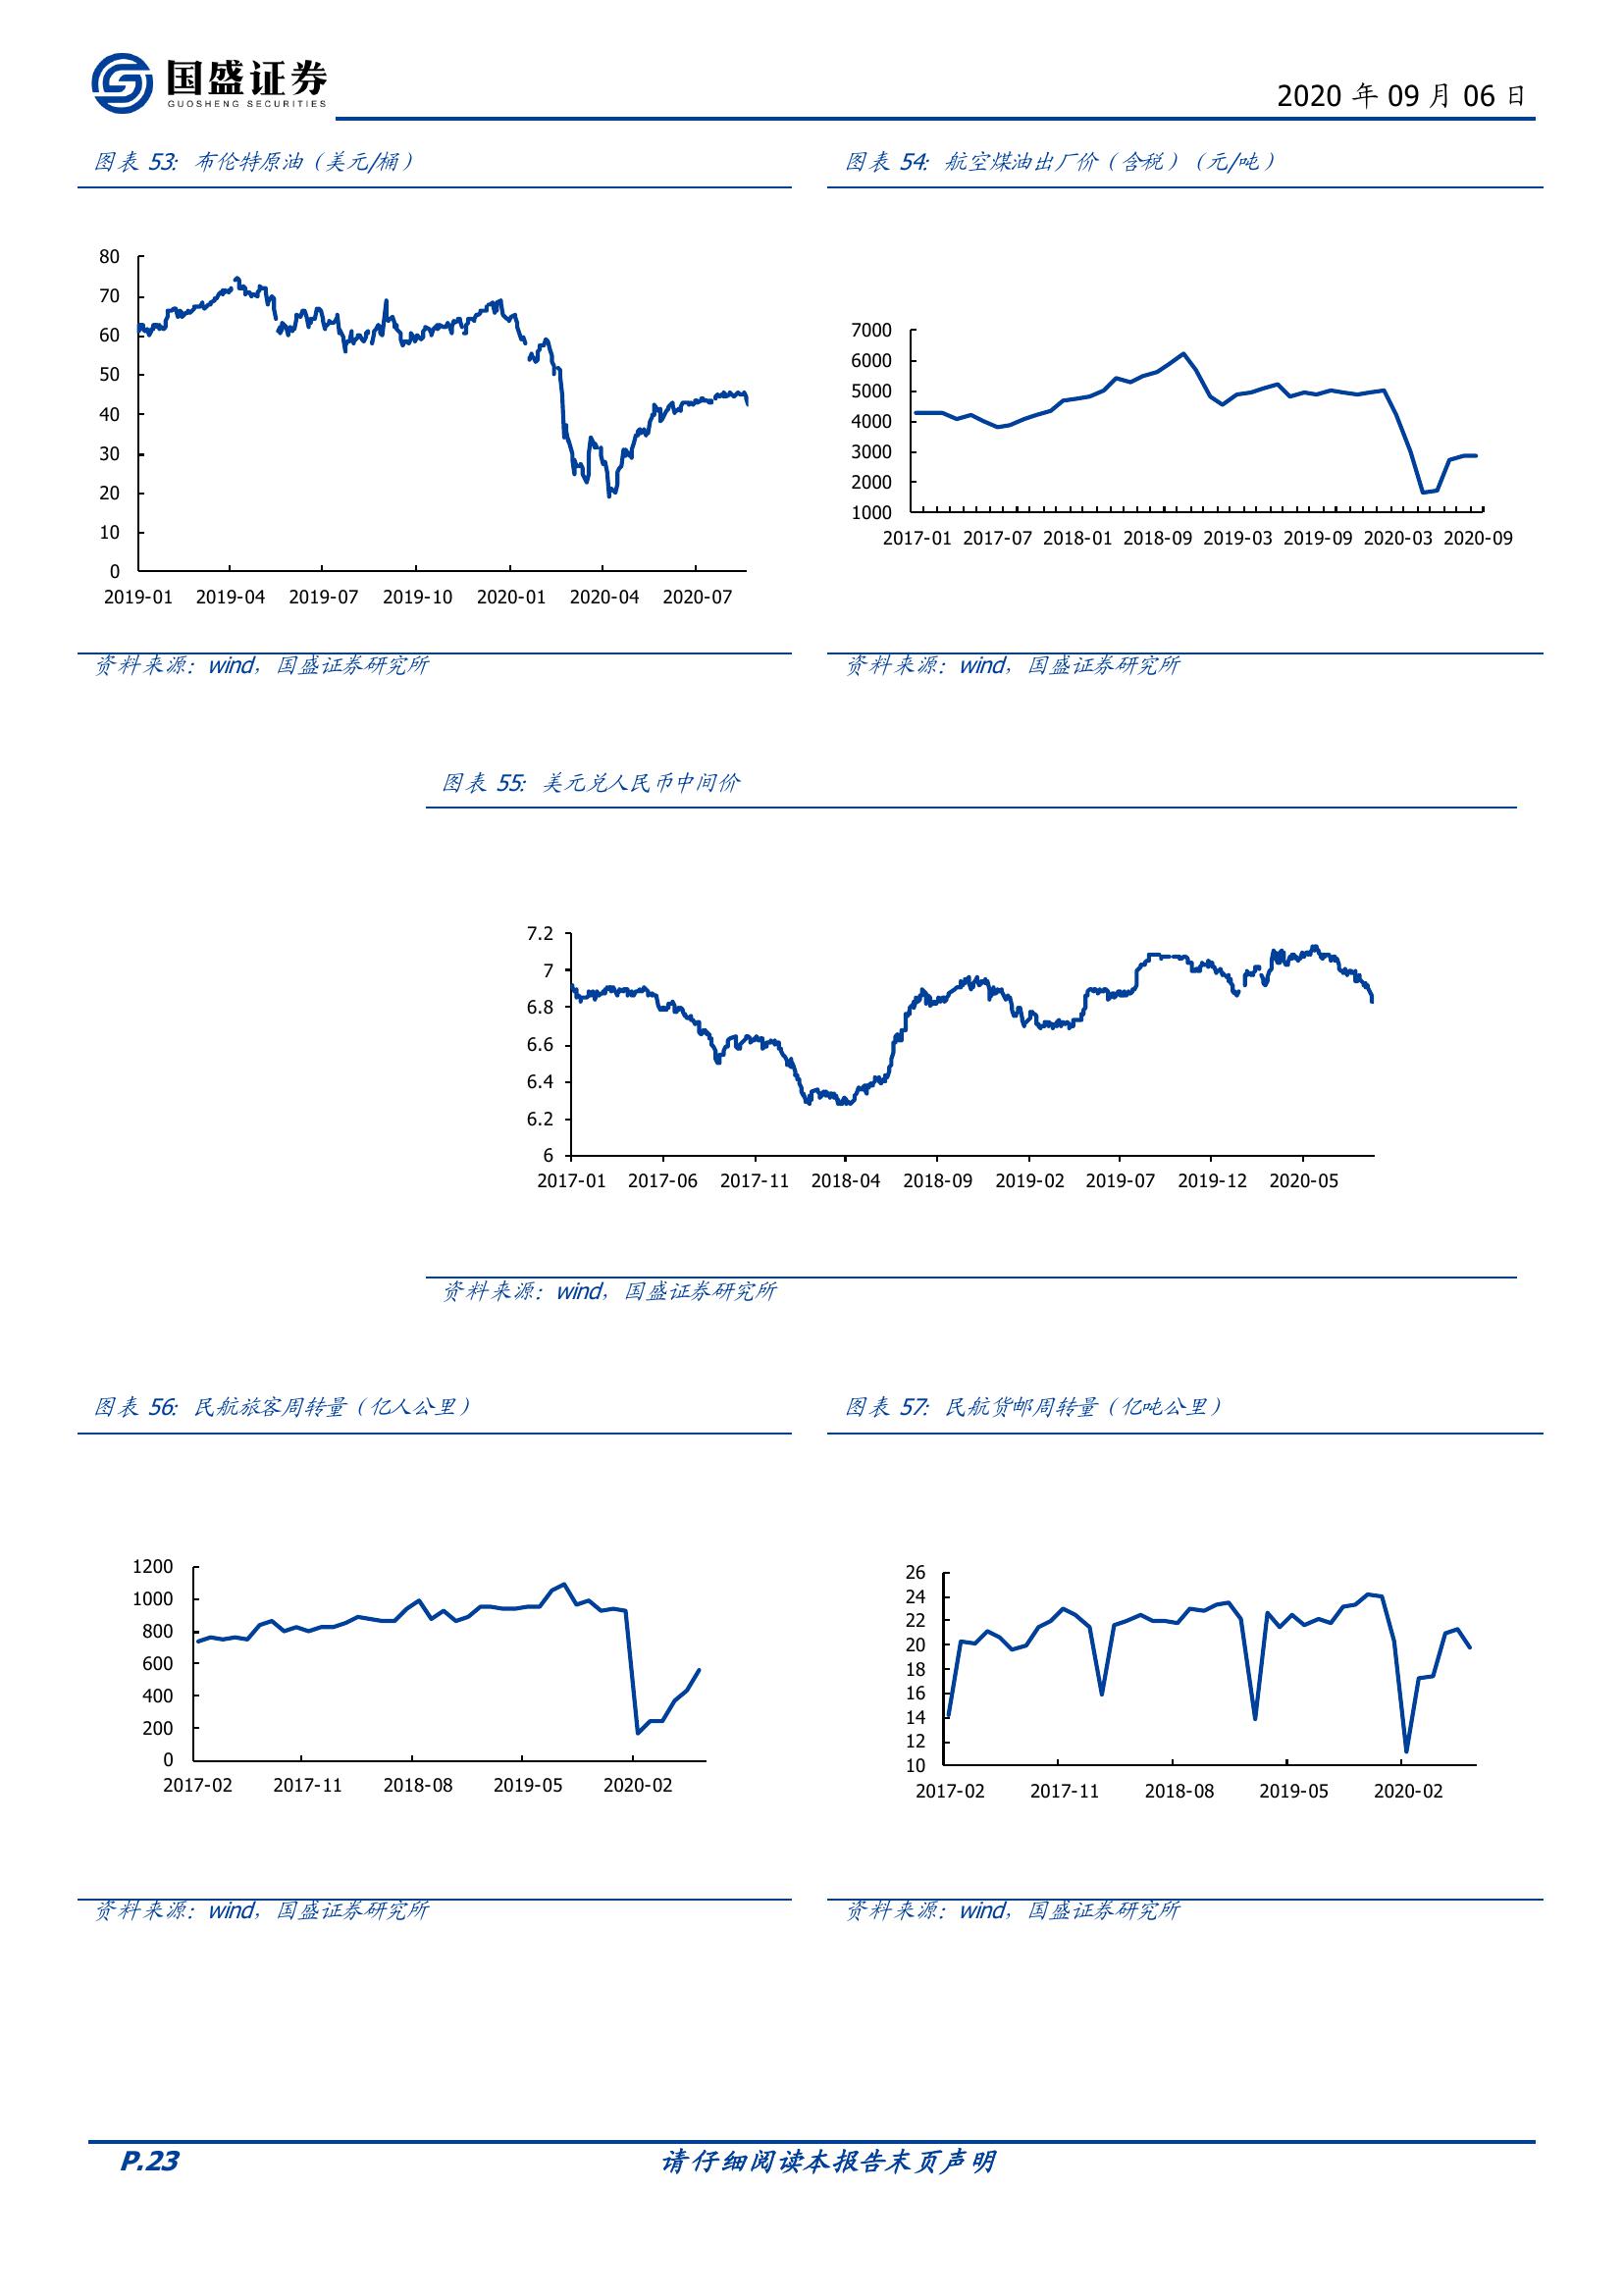 国盛证券
GUOSHENG SECURITIES
2020 年 09 月 06 日
图表 53: 布伦特原油（美元/桶）
80
70
60
50
40
30
20
10
0
2019-01 2019-04 2019-07 2019-10 2020-01 2020-04 2020-07
资料来源：wind，国盛证券研究所
图表 54: 航空煤油出厂价（含税）（元/吨）
7000
6000
5000
4000
3000
2000
1000
2017-01 2017-07 2018-01 2018-09 2019-03 2019-09 2020-03 2020-09
资料来源：wind，国盛证券研究所
图表 55: 美元兑人民币中间价
7.2
7
6.8
6.6
6.4
6.2
6
2017-01 2017-06 2017-11 2018-04 2018-09 2019-02 2019-07 2019-12 2020-05
资料来源：wind，国盛证券研究所
图表 56: 民航旅客周转量（亿人公里）
1200
1000
800
600
400
200
0
2017-02 2017-11 2018-08 2019-05 2020-02
资料来源：wind，国盛证券研究所
图表 57: 民航货邮周转量（亿吨公里）
26
24
22
20
18
16
14
12
10
2017-02 2017-11 2018-08 2019-05 2020-02
资料来源：wind，国盛证券研究所
P.23 请仔细阅读本报告末页声明